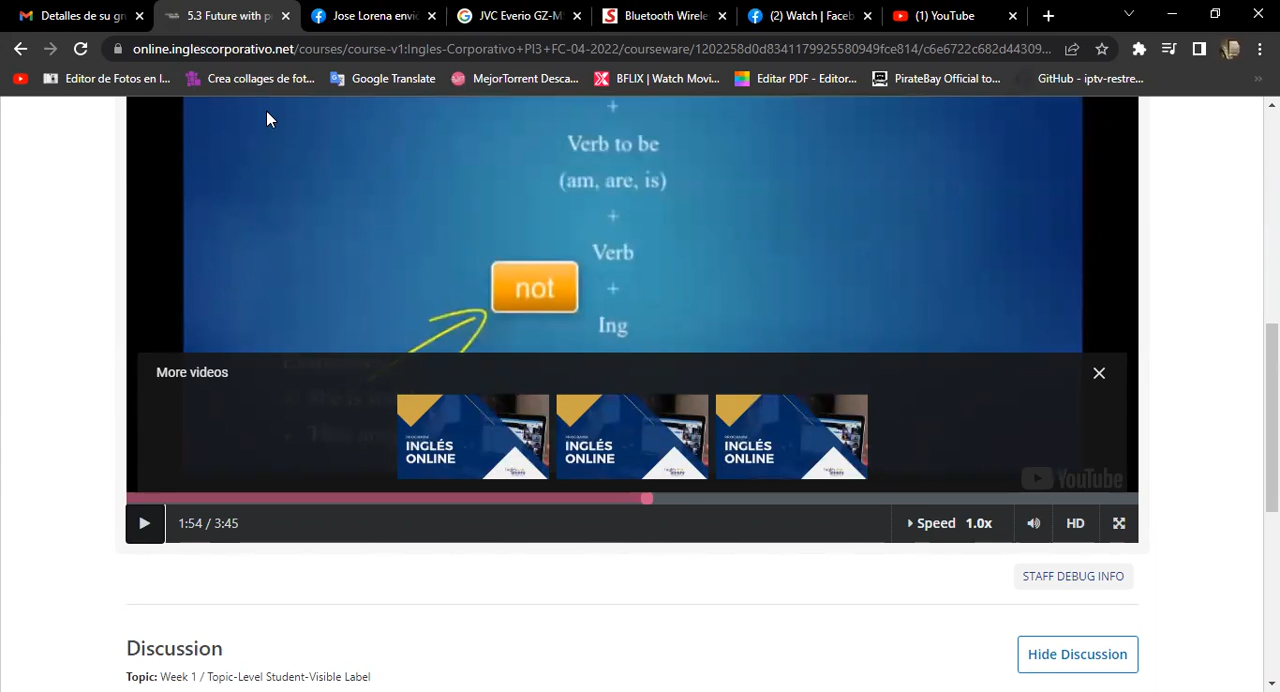 Detalles de su gr
5.3 Future with p
Jose Lorena envi
JVC Everio GZ-M
Bluetooth Wirele
(2) Watch | Faceb
(1) YouTube
online.inglescorporativo.net/courses/course-v1:Ingles-Corporativo+PI3+FC-04-2022/courseware/1202258d0d8341179925580949fce814/c6e6722c682d44309...
Editor de Fotos en l...
Crea collages de fot...
Google Translate
MejorTorrent Desca...
BFLIX | Watch Movi...
Editar PDF - Editor...
PirateBay Official to...
GitHub - iptv-restre...
+
Verb to be
(am, are, is)
+
Verb
not
+
Ing
More videos
INGLÉS
ONLINE
INGLÉS
ONLINE
INGLÉS
ONLINE
YouTube
1:54 / 3:45
Speed 1.0x
HD
STAFF DEBUG INFO
Discussion
Hide Discussion
Topic: Week 1 / Topic-Level Student-Visible Label